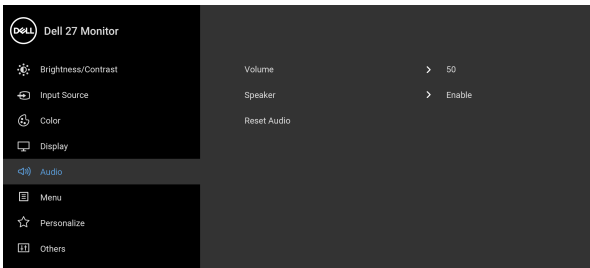 DELL Dell 27 Monitor
Brightness/Contrast
Volume > 50
Input Source
Speaker > Enable
Color
Reset Audio
Display
Audio
Menu
Personalize
Others